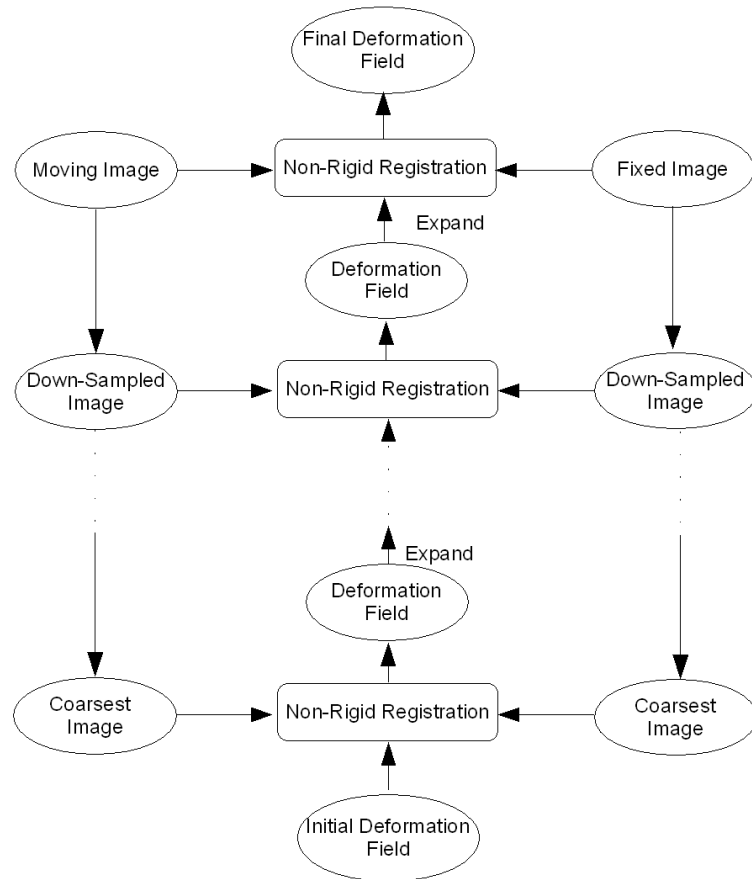 Final Deformation
Field
Moving Image
Non-Rigid Registration
Fixed Image
Expand
Deformation
Field
Down-Sampled
Image
Non-Rigid Registration
Down-Sampled
Image
Expand
Deformation
Field
Coarsest
Image
Non-Rigid Registration
Coarsest
Image
Initial Deformation
Field